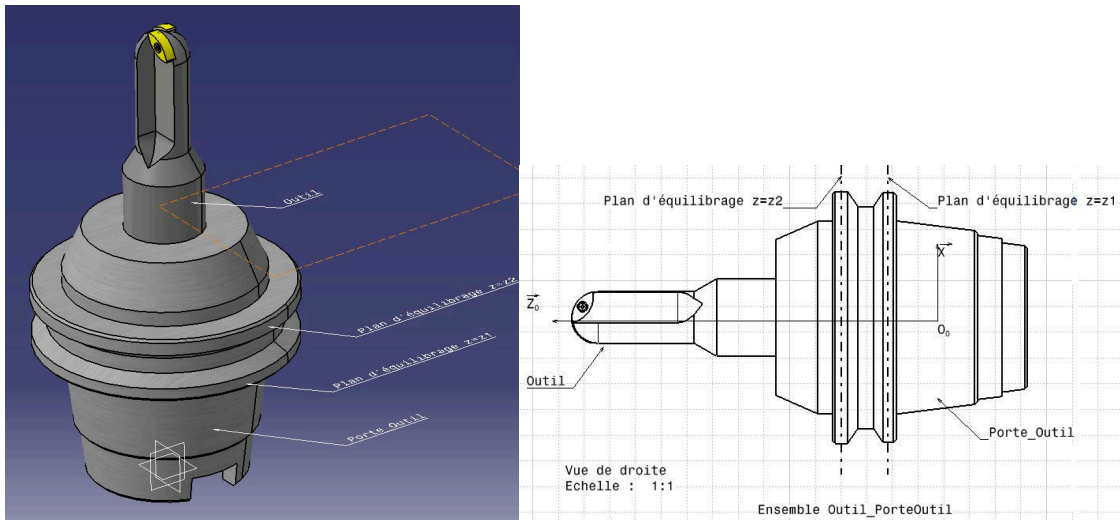 Outil
Plan d'équilibrage z=z2
Plan d'équilibrage z=z1
Porte_Outil
Plan d'équilibrage z=z2
Plan d'équilibrage z=z1
X
Z₀
O₀
Outil
Porte_Outil
Vue de droite
Echelle : 1:1
Ensemble Outil_PorteOutil